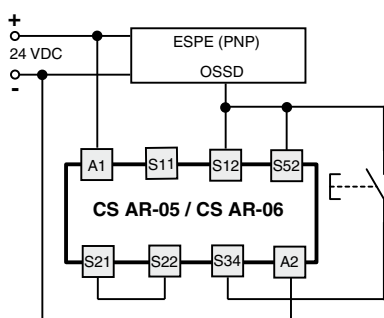 +
24 VDC
-
ESPE (PNP)
OSSD
A1 S11 S12 S52
CS AR-05 / CS AR-06
S21 S22 S34 A2